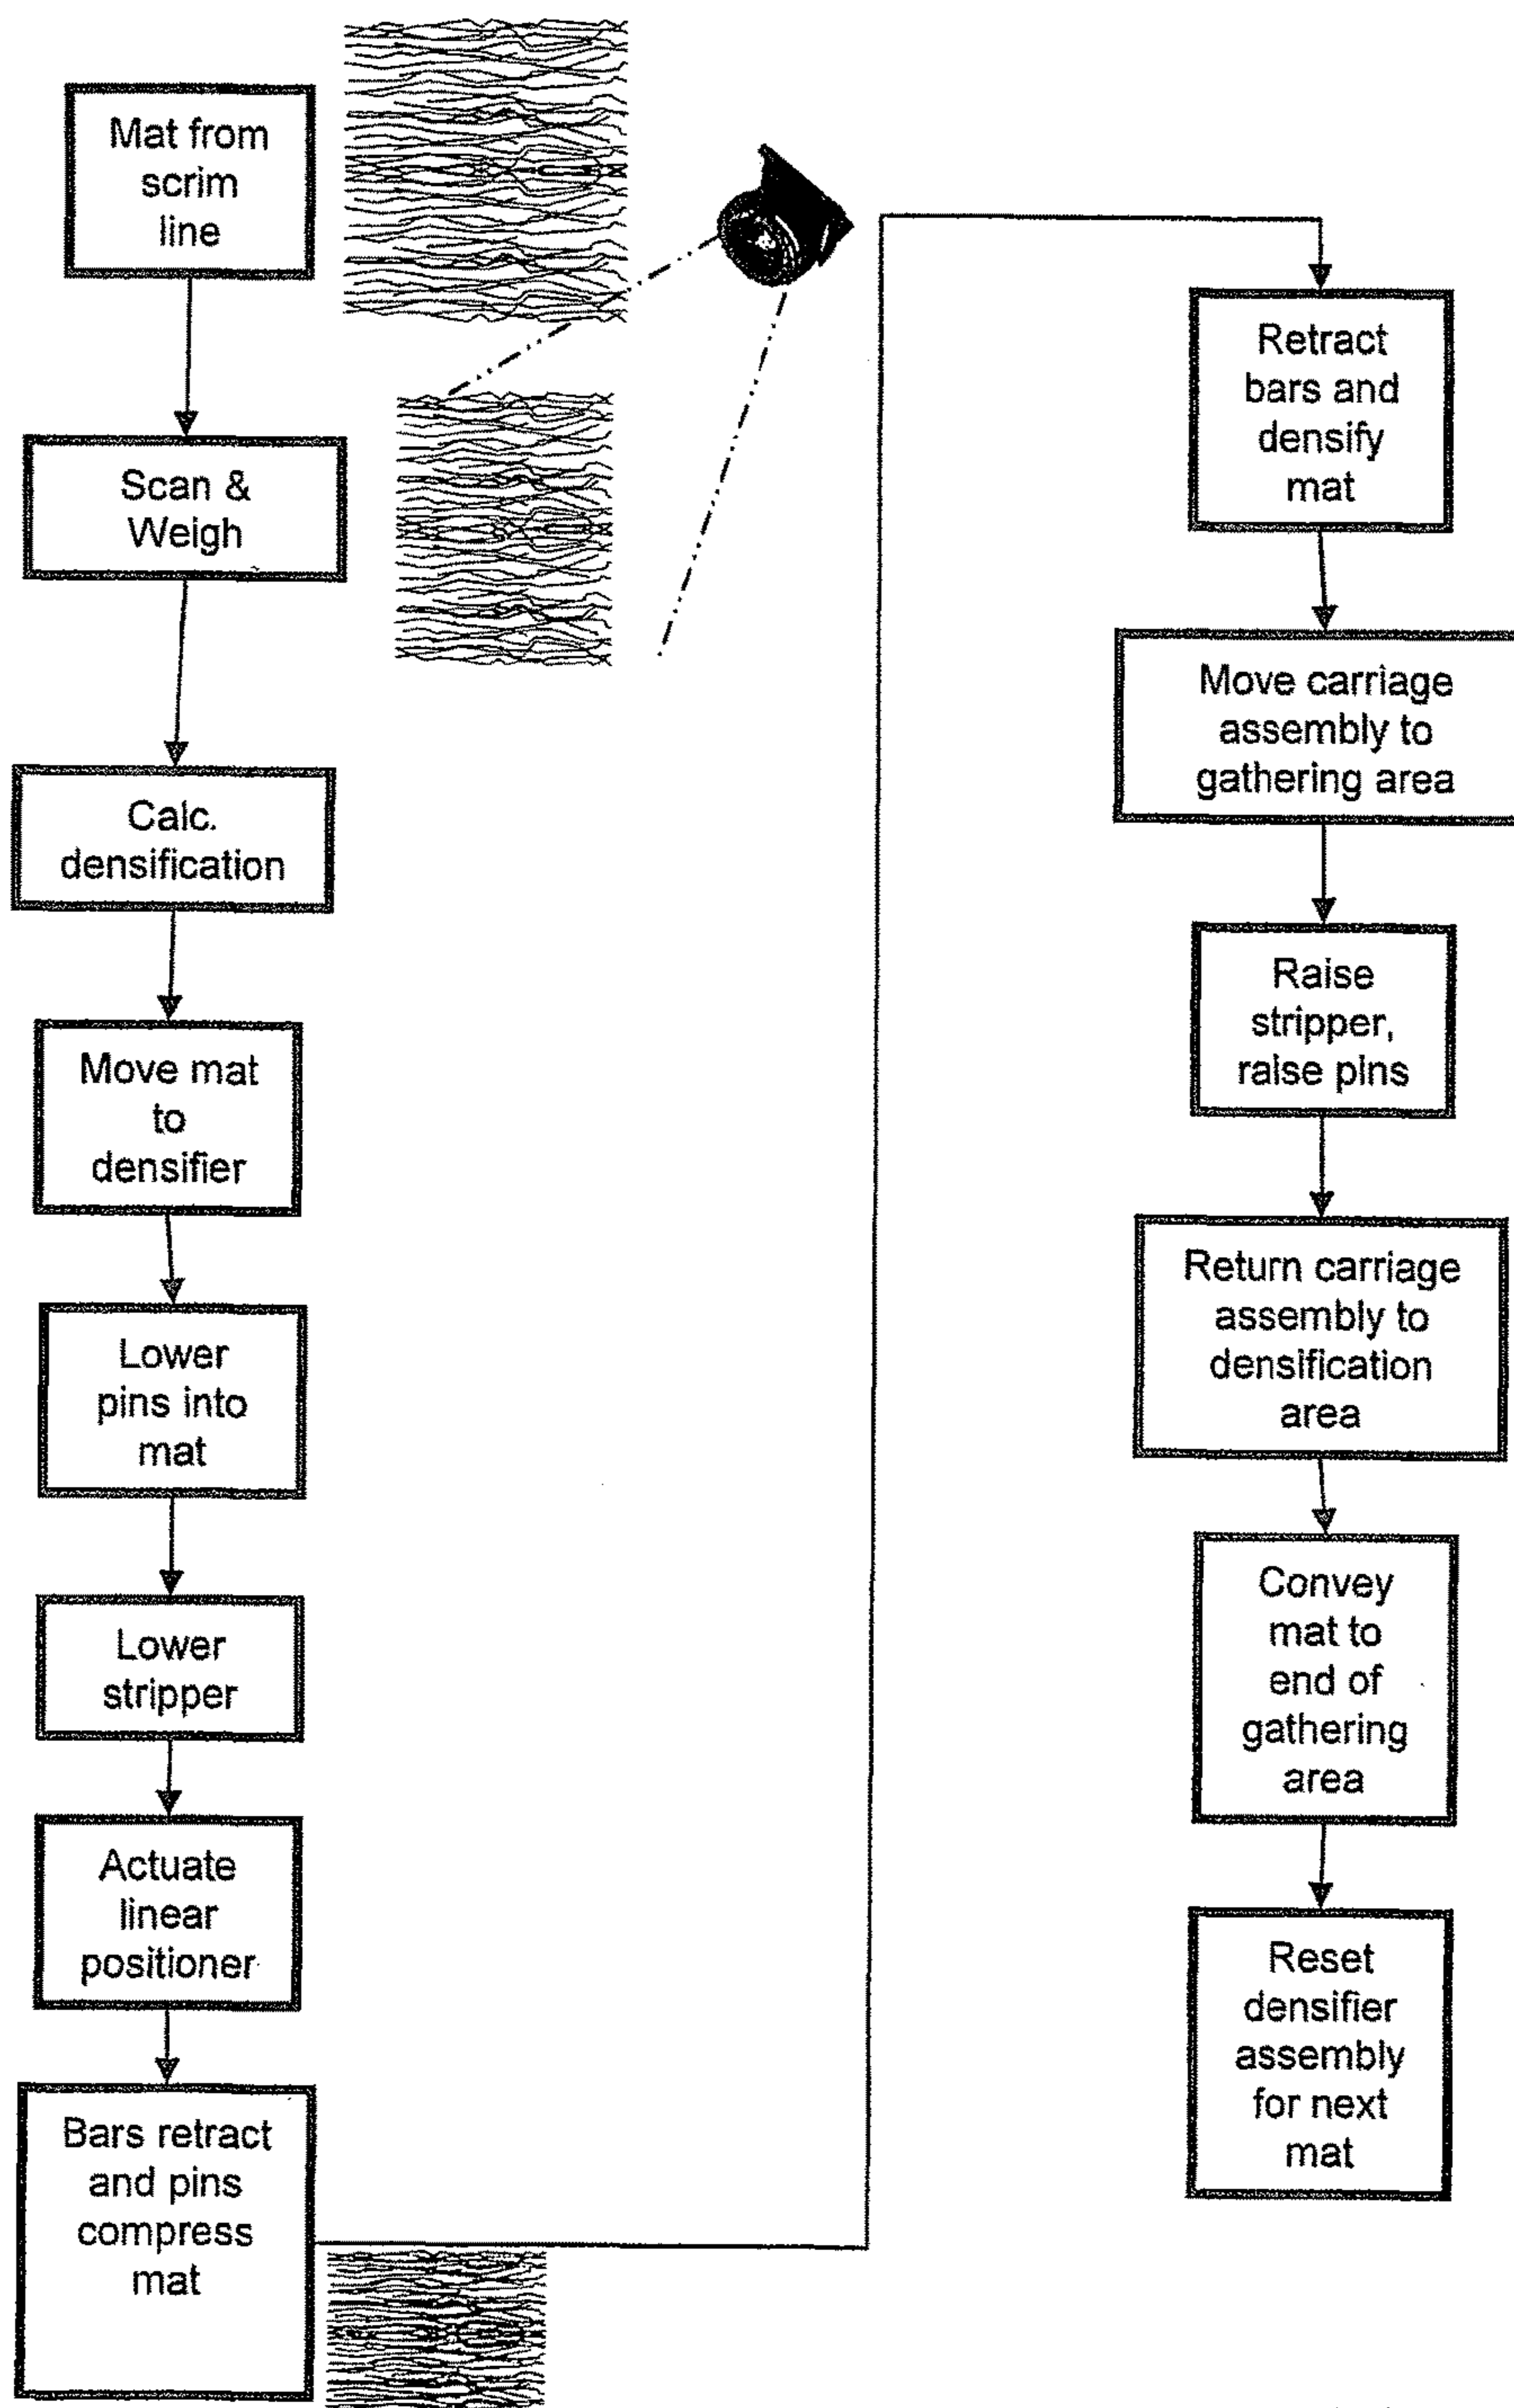 Mat from
scrim
line
Scan &
Weigh
Calc.
densification
Move mat
to
densifier
Lower
pins into
mat
Lower
stripper
Actuate
linear
positioner
Bars retract
and pins
compress
mat
Retract
bars and
densify
mat
Move carriage
assembly to
gathering area
Raise
stripper,
raise pins
Return carriage
assembly to
densification
area
Convey
mat to
end of
gathering
area
Reset
densifier
assembly
for next
mat